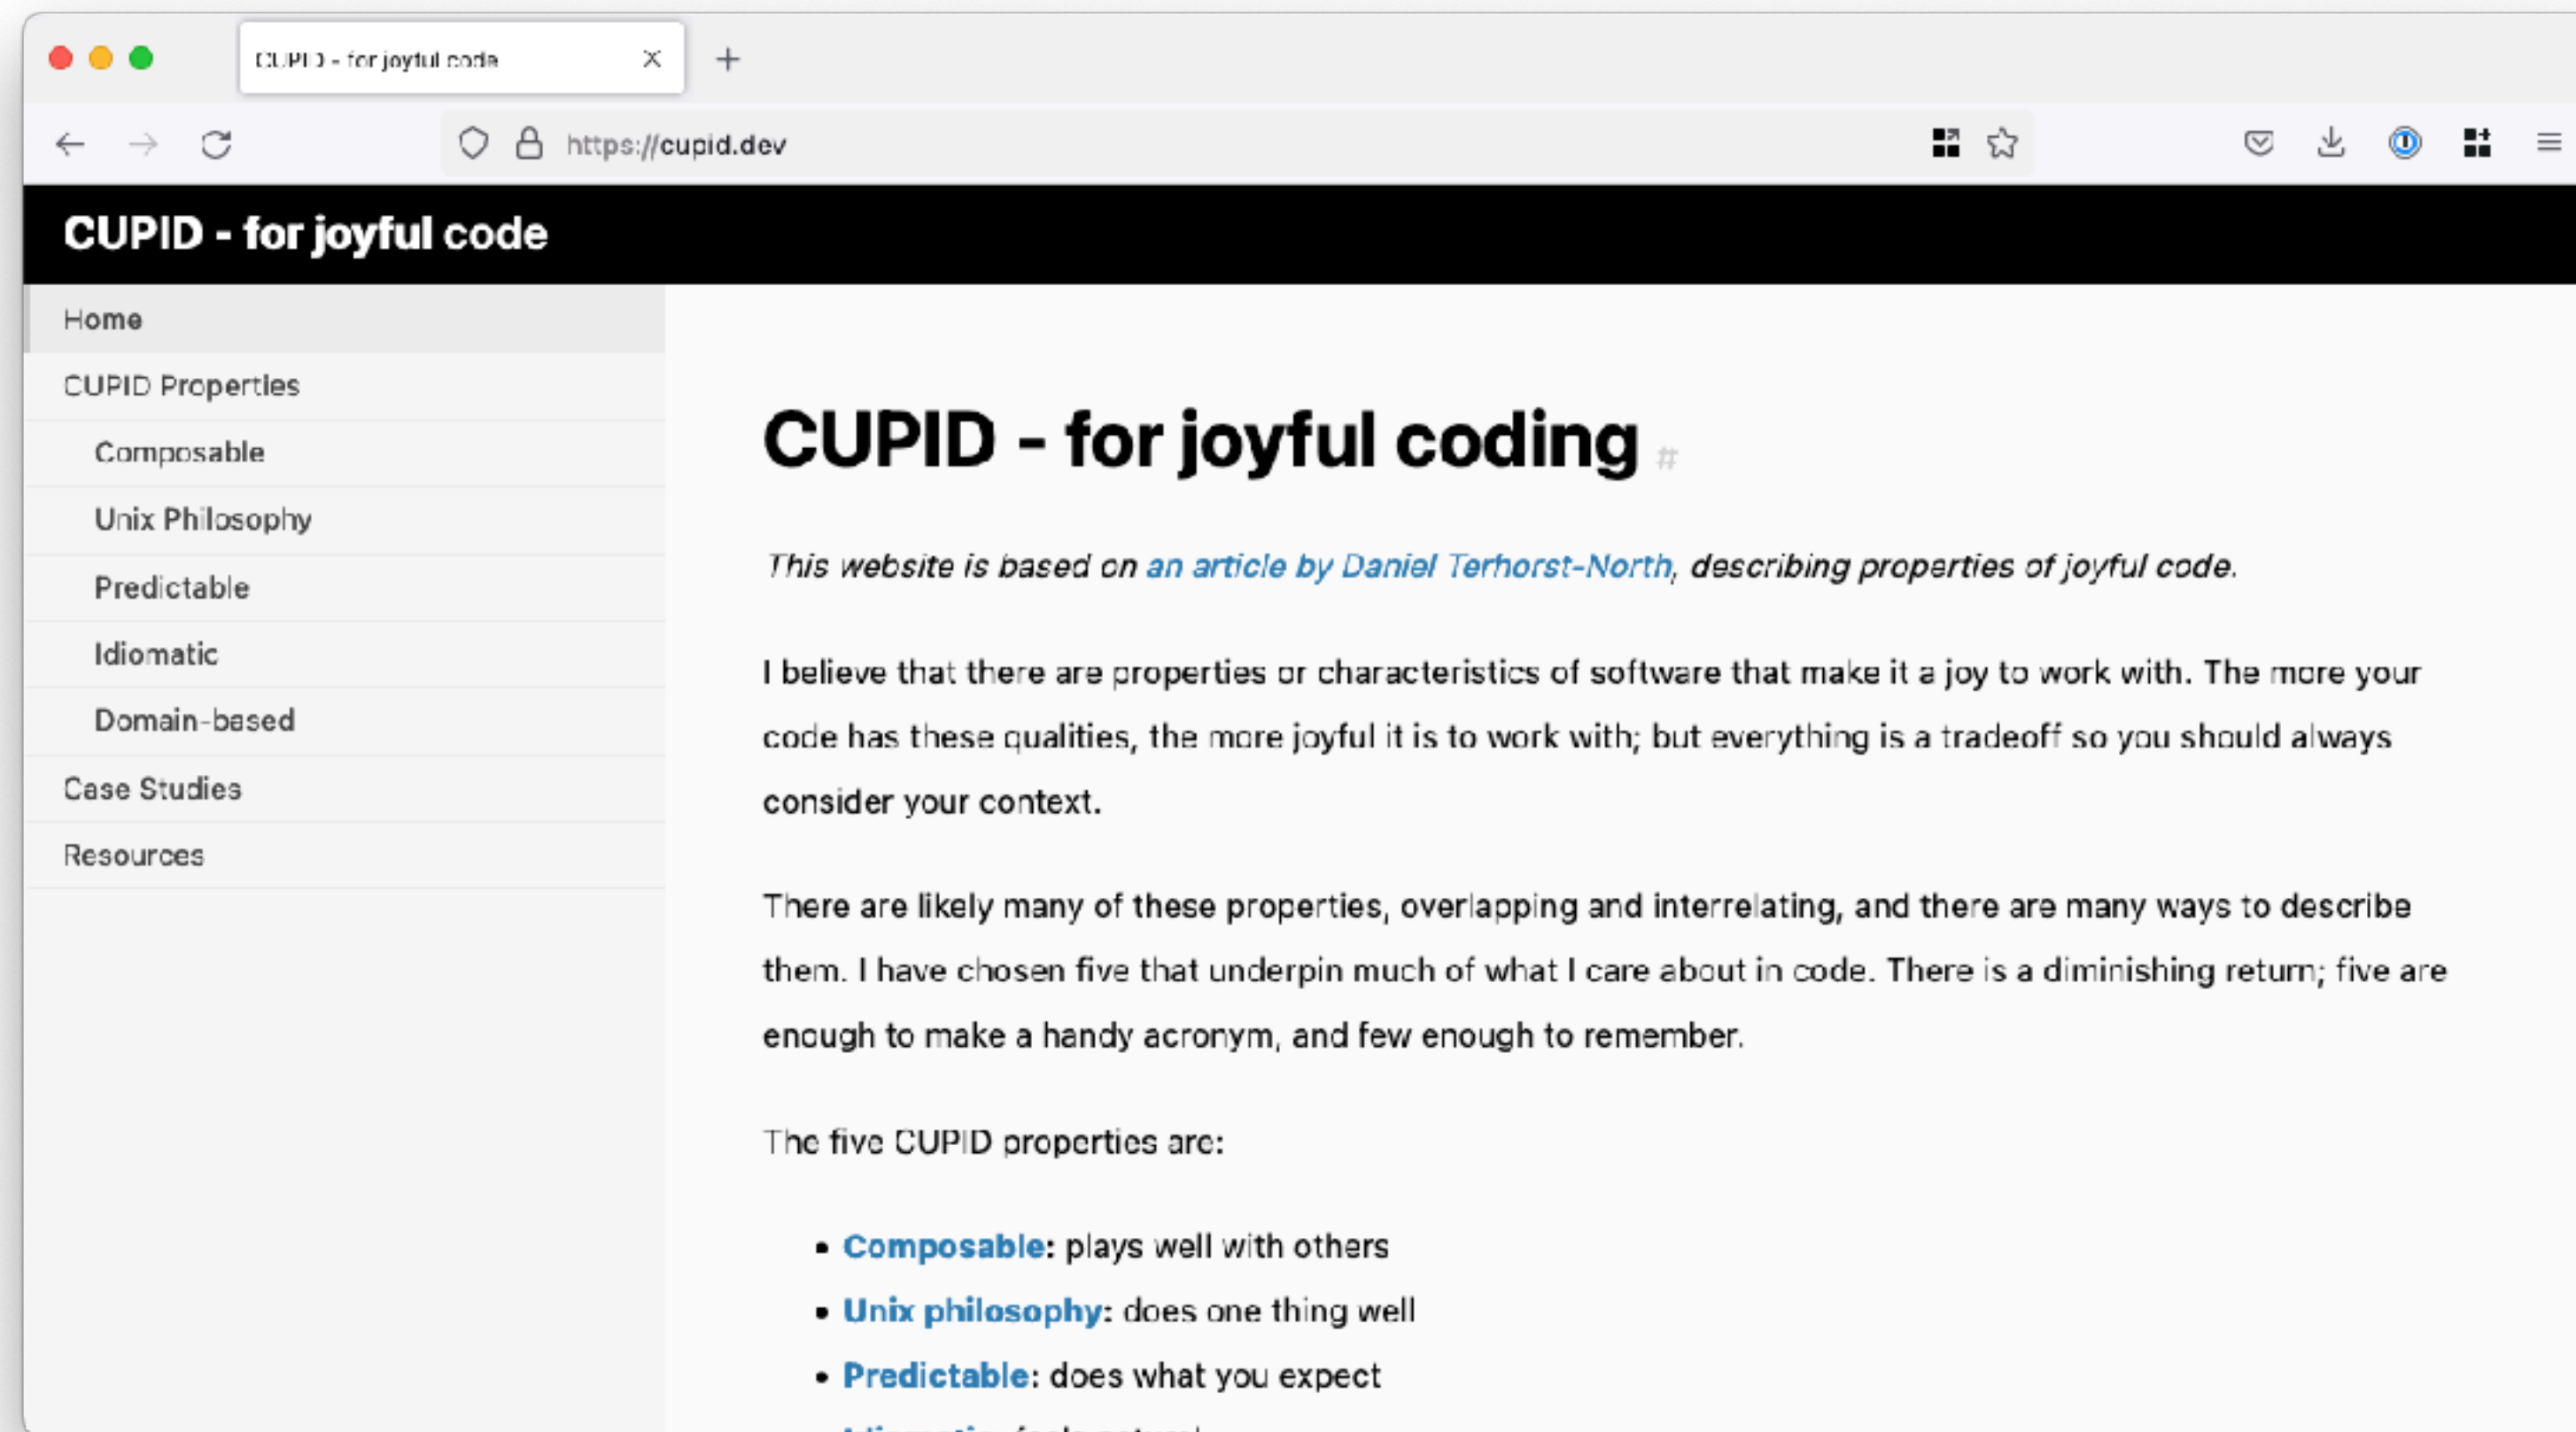 CUPID - for joyful code
https://cupid.dev
CUPID - for joyful code
Home
CUPID Properties
Composable
Unix Philosophy
Predictable
Idiomatic
Domain-based
Case Studies
Resources
CUPID - for joyful coding #
This website is based on an article by Daniel Terhorst-North, describing properties of joyful code.
I believe that there are properties or characteristics of software that make it a joy to work with. The more your
code has these qualities, the more joyful it is to work with; but everything is a tradeoff so you should always
consider your context.
There are likely many of these properties, overlapping and interrelating, and there are many ways to describe
them. I have chosen five that underpin much of what I care about in code. There is a diminishing return; five are
enough to make a handy acronym, and few enough to remember.
The five CUPID properties are:
• Composable: plays well with others
• Unix philosophy: does one thing well
• Predictable: does what you expect